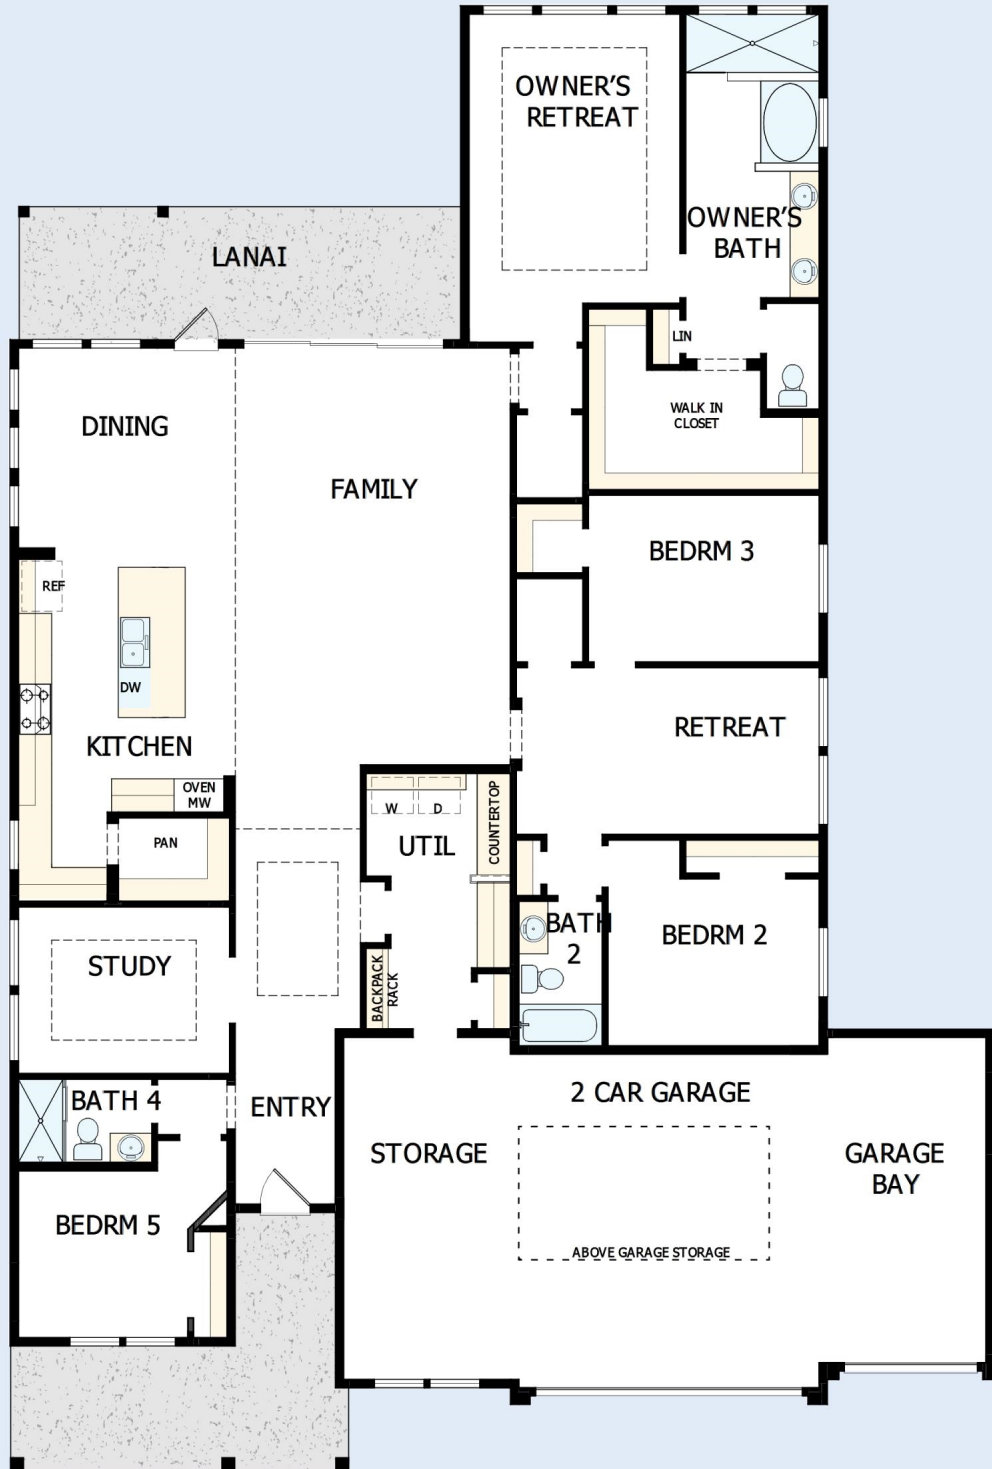 OWNER'S
RETREAT
OWNER'S
BATH
LANAI
LIN
WALK IN
CLOSET
DINING
FAMILY
BEDRM 3
REF
DW
KITCHEN
RETREAT
OVEN
MW
W
D
COUNTERTOP
UTIL
PAN
BATH
2
BEDRM 2
STUDY
BACKPACK
RACK
BATH 4
ENTRY
2 CAR GARAGE
STORAGE
GARAGE
BAY
BEDRM 5
ABOVE GARAGE STORAGE